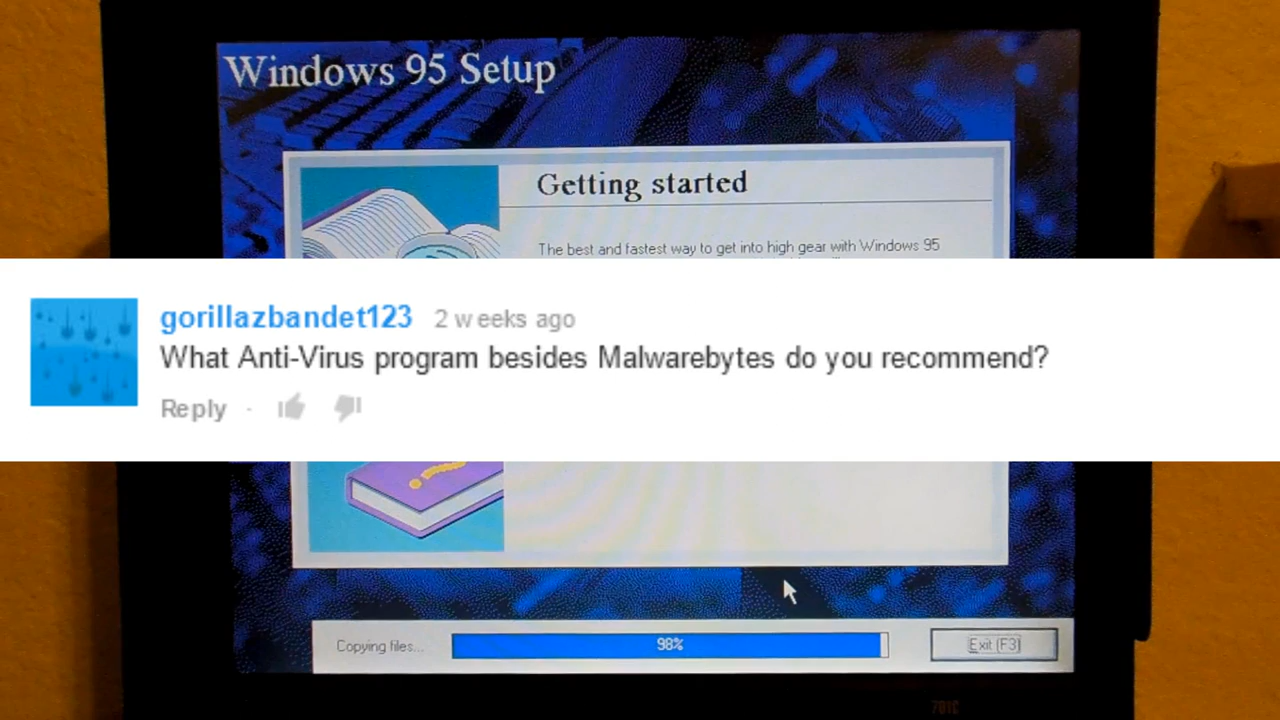 Windows 95 Setup
Getting started
The best and fastest way to get into high gear with Windows 95
gorillazbandet123 2 weeks ago
What Anti-Virus program besides Malwarebytes do you recommend?
Reply
Copying files...
98%
Exit (F3)